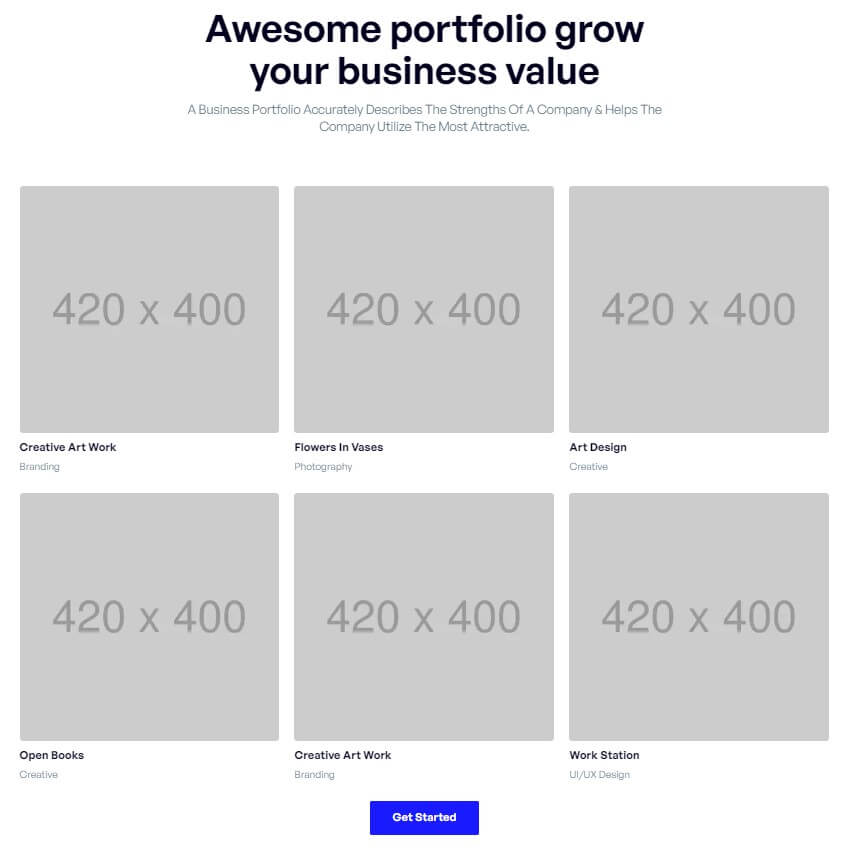 Awesome portfolio grow
your business value
A Business Portfolio Accurately Describes The Strengths Of A Company & Helps The
Company Utilize The Most Attractive.
420 x 400
420 x 400
420 x 400
Creative Art Work
Branding
Flowers In Vases
Photography
Art Design
Creative
420 x 400
420 x 400
420 x 400
Open Books
Creative
Creative Art Work
Branding
Work Station
UI/UX Design
Get Started